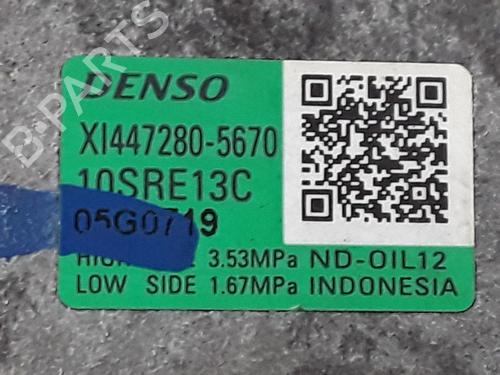 B-PARTS
DENSO
XI447280-5670
10SRE13C
05G0719
3.53MPa ND-OIL12
LOW SIDE 1.67MPa INDONESIA